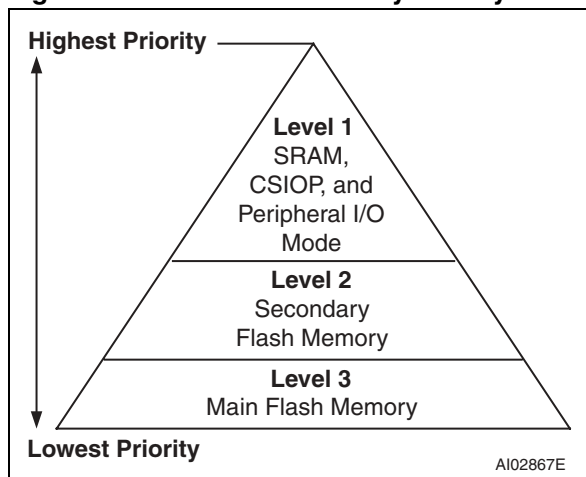 Highest Priority
Level 1
SRAM,
CSIOP, and
Peripheral I/O
Mode
Level 2
Secondary
Flash Memory
Level 3
Main Flash Memory
Lowest Priority
AI02867E